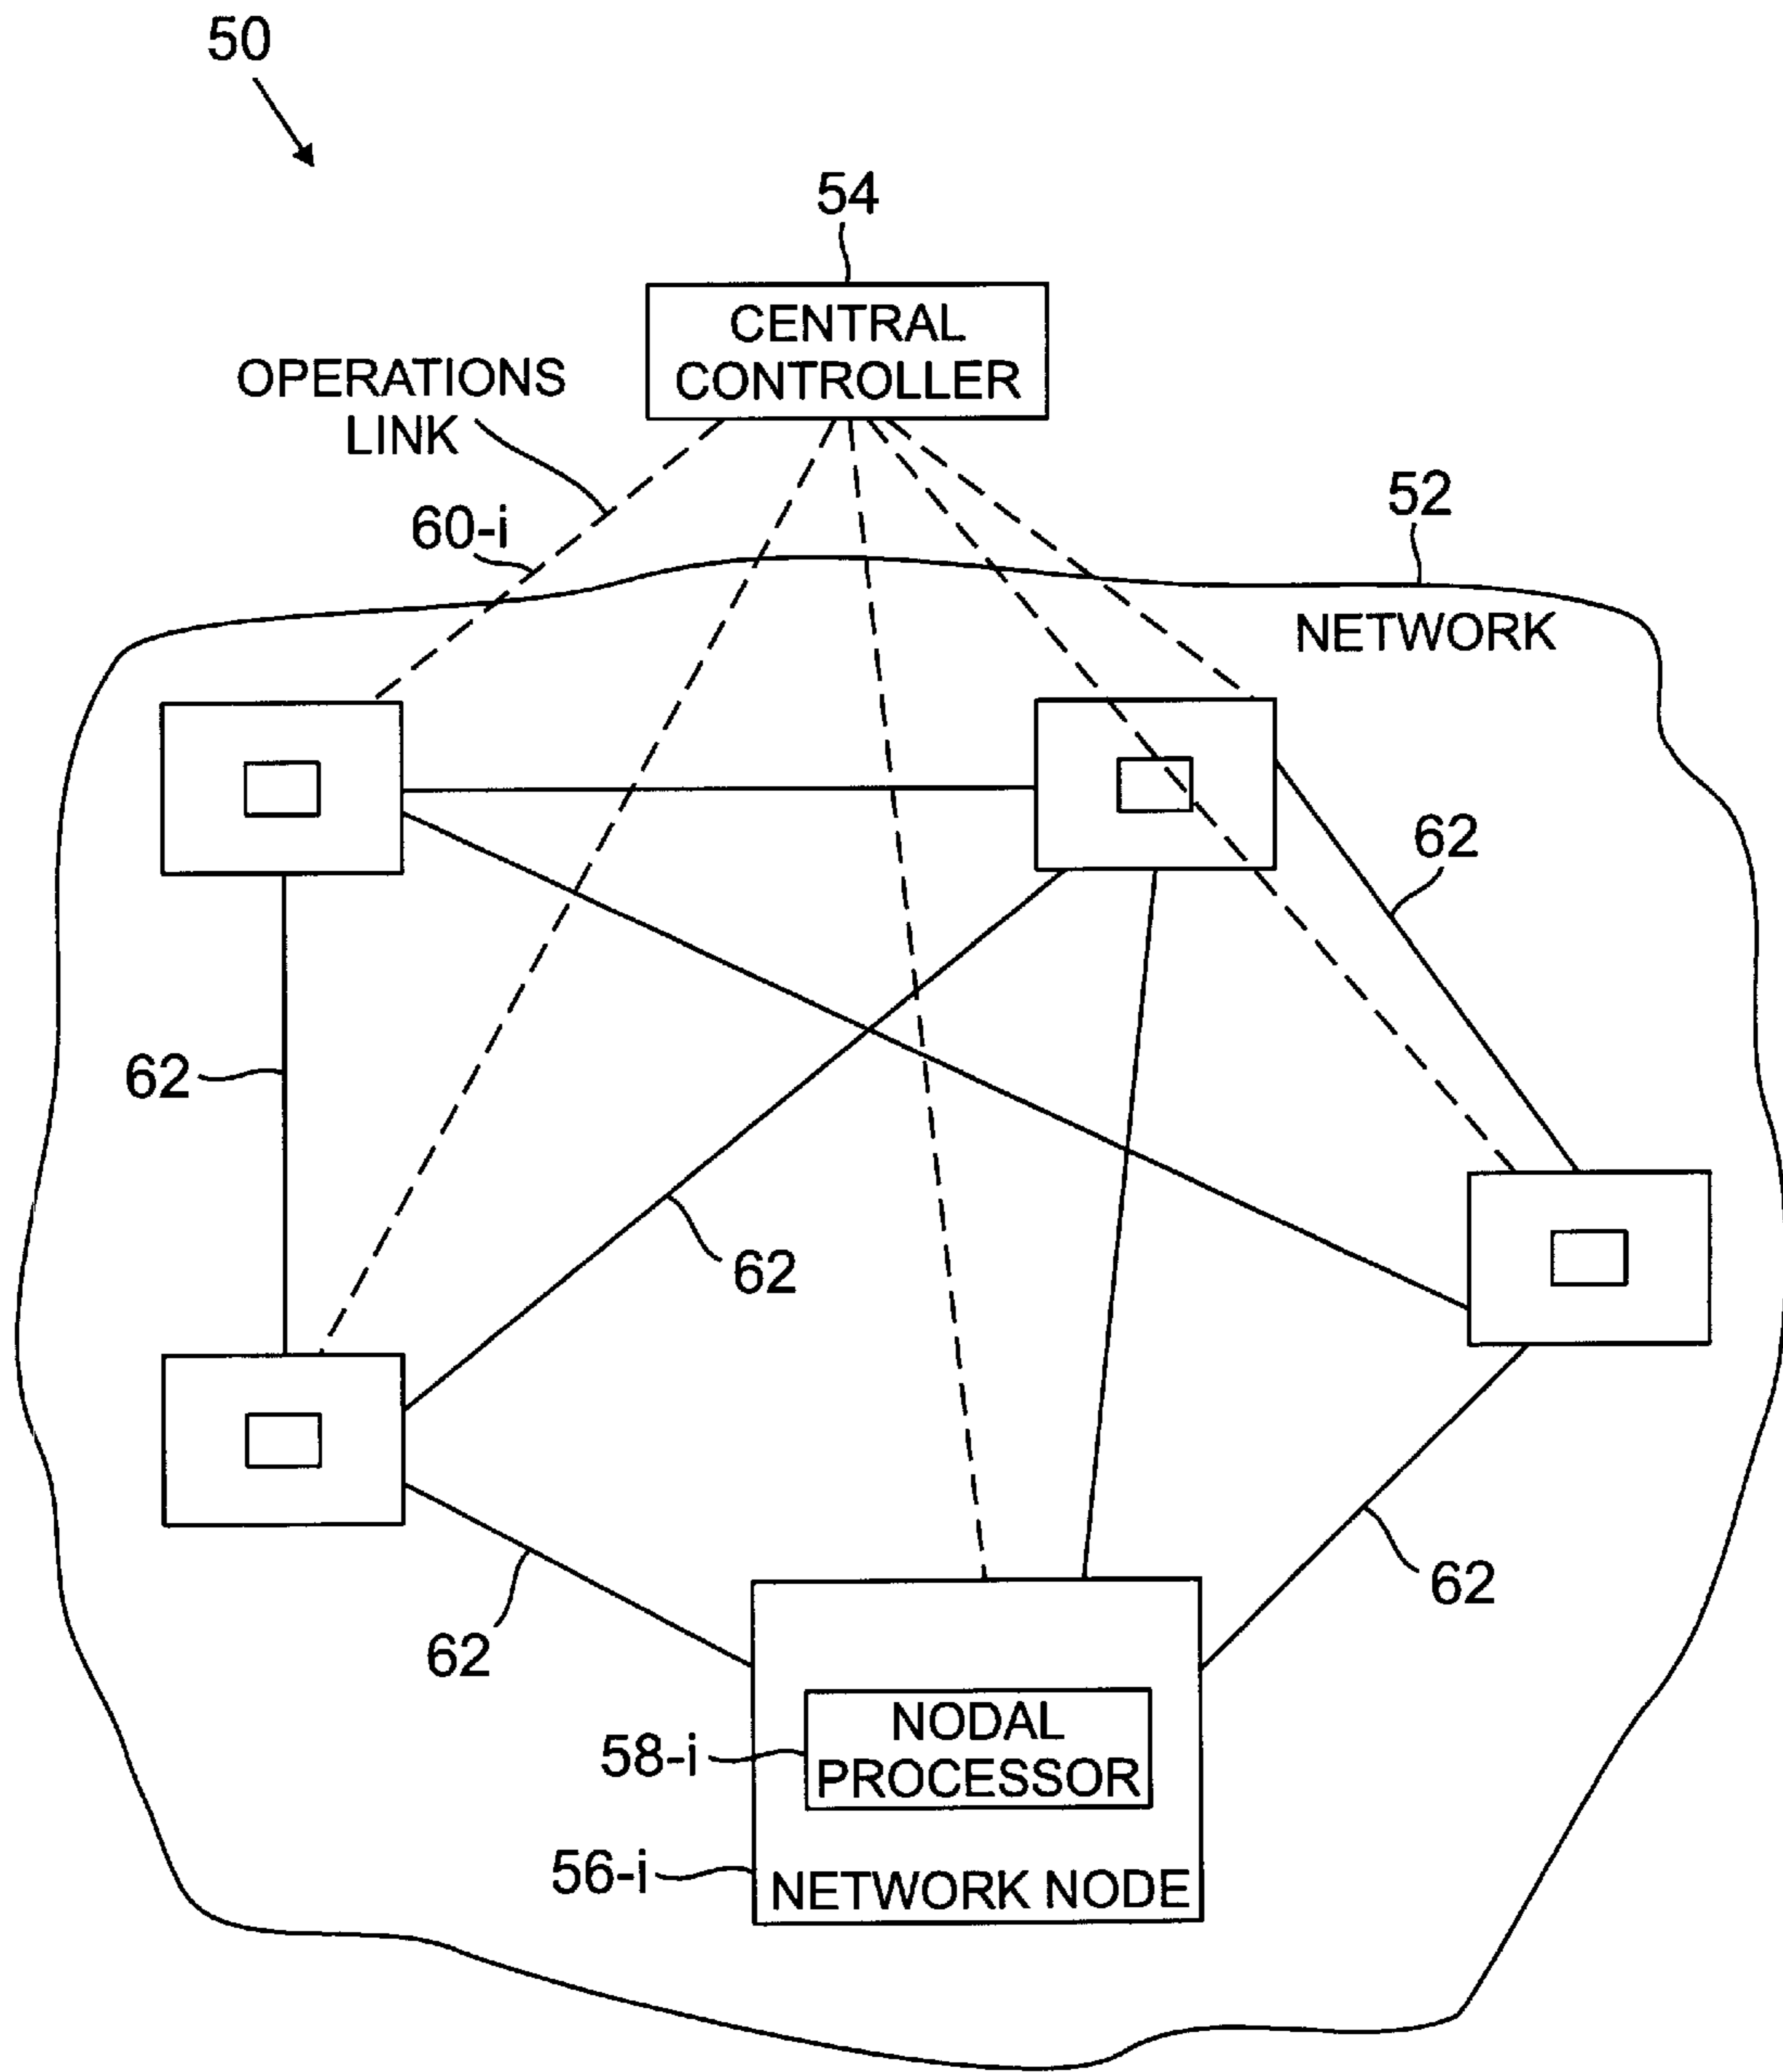 50
54
CENTRAL
CONTROLLER
OPERATIONS
LINK
60-i
52
NETWORK
62
62
62
62
62
NODAL
PROCESSOR
58-i
56-i
NETWORK NODE